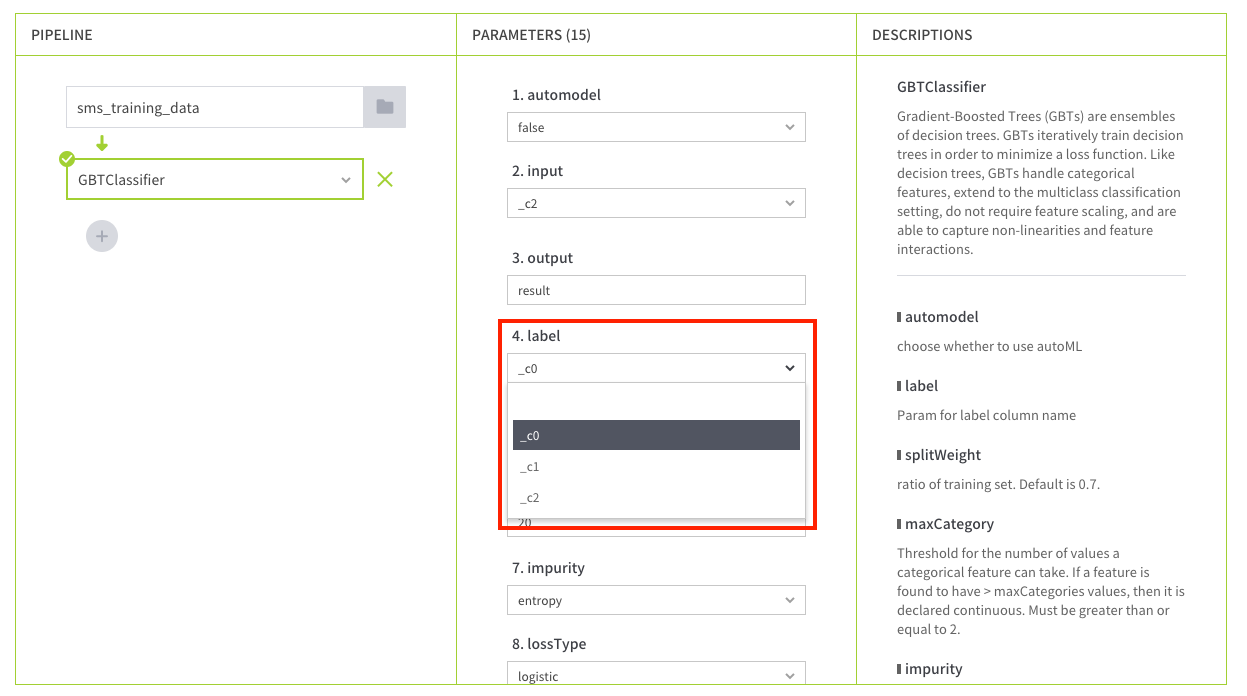 PIPELINE
sms_training_data
GBTClassifier
PARAMETERS (15)
1. automodel
false
2. input
_c2
3. output
result
4. label
_c0
_c0
_c1
_c2
20
7. impurity
entropy
8. lossType
logistic
DESCRIPTIONS
GBTClassifier
Gradient-Boosted Trees (GBTs) are ensembles
of decision trees. GBTs iteratively train decision
trees in order to minimize a loss function. Like
decision trees, GBTs handle categorical
features, extend to the multiclass classification
setting, do not require feature scaling, and are
able to capture non-linearities and feature
interactions.
automodel
choose whether to use autoML
label
Param for label column name
splitWeight
ratio of training set. Default is 0.7.
maxCategory
Threshold for the number of values a
categorical feature can take. If a feature is
found to have > maxCategories values, then it is
declared continuous. Must be greater than or
equal to 2.
impurity